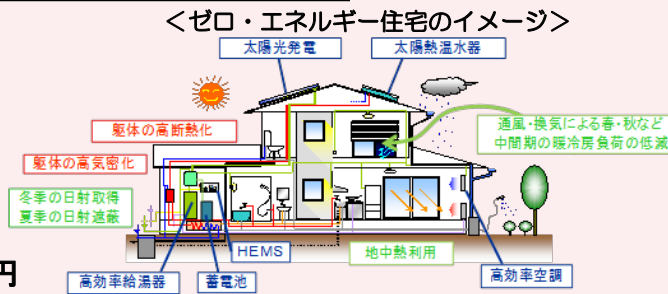 ＜ゼロ・エネルギー住宅のイメージ＞
太陽光発電
太陽熱温水器
躯体の高断熱化
通風・換気による春・秋など
中間期の暖冷房負荷の低減
躯体の高気密化
冬季の日射取得
夏季の日射遮蔽
HEMS
地中熱利用
円
高効率給湯器
蓄電池
高効率空調